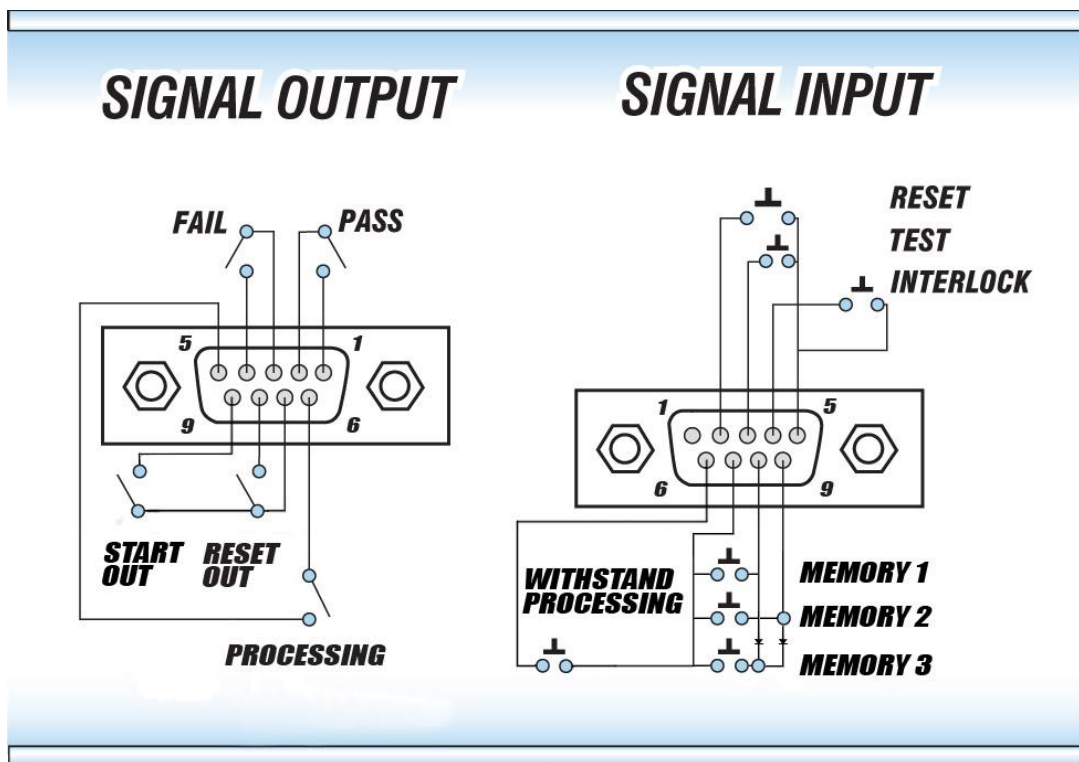 SIGNAL OUTPUT
SIGNAL INPUT
FAIL
PASS
5
1
9
6
START
OUT
RESET
OUT
PROCESSING
RESET
TEST
INTERLOCK
1
5
6
9
WITHSTAND
PROCESSING
MEMORY 1
MEMORY 2
MEMORY 3